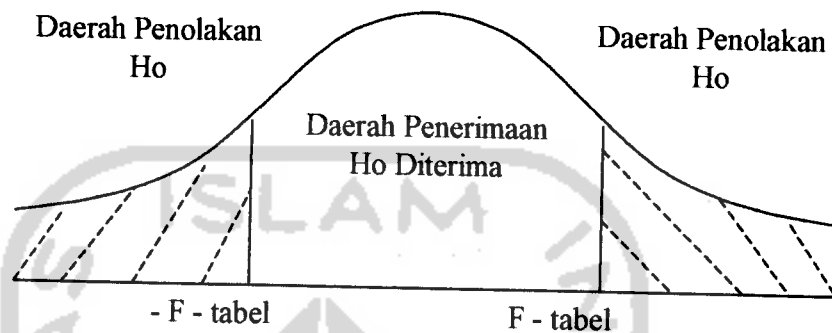 Daerah Penolakan
Ho
Daerah Penolakan
Ho
Daerah Penerimaan
Ho Diterima
ISLAM
- F - tabel
F - tabel